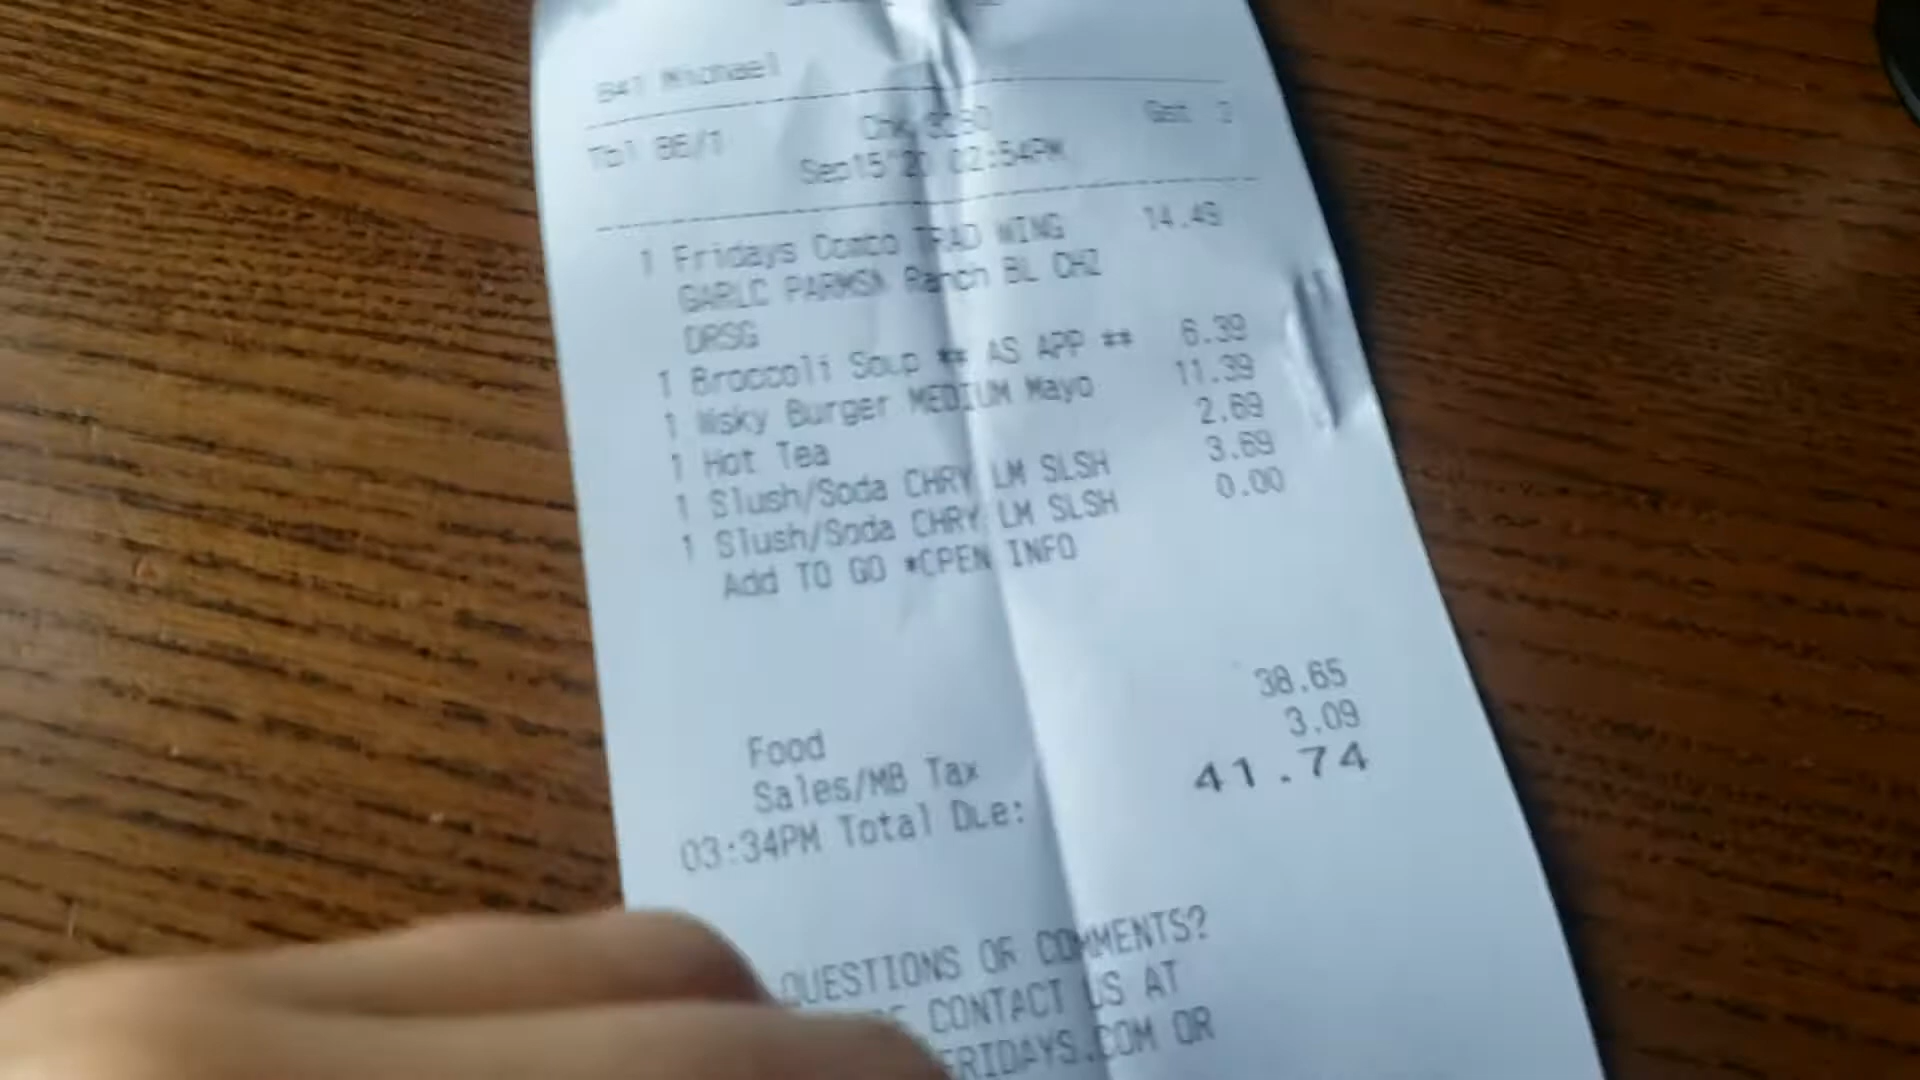 841 Michael
Tbl 86/1 Chk Gst 2
Sep15'20 02:54PM
1 Fridays Combo TRAD WING 14.49
GARLC PARMSN Ranch BL CHZ
DRSG
1 Broccoli Soup ** AS APP ** 6.39
1 Wsky Burger MEDIUM Mayo 11.39
1 Hot Tea 2.69
1 Slush/Soda CHRY LM SLSH 3.69
1 Slush/Soda CHRY LM SLSH 0.00
Add TO GO *OPEN INFO
Food 38.65
Sales/MB Tax 3.09
03:34PM Total Due: 41.74
QUESTIONS OR COMMENTS?
CONTACT US AT
FRIDAYS.COM OR